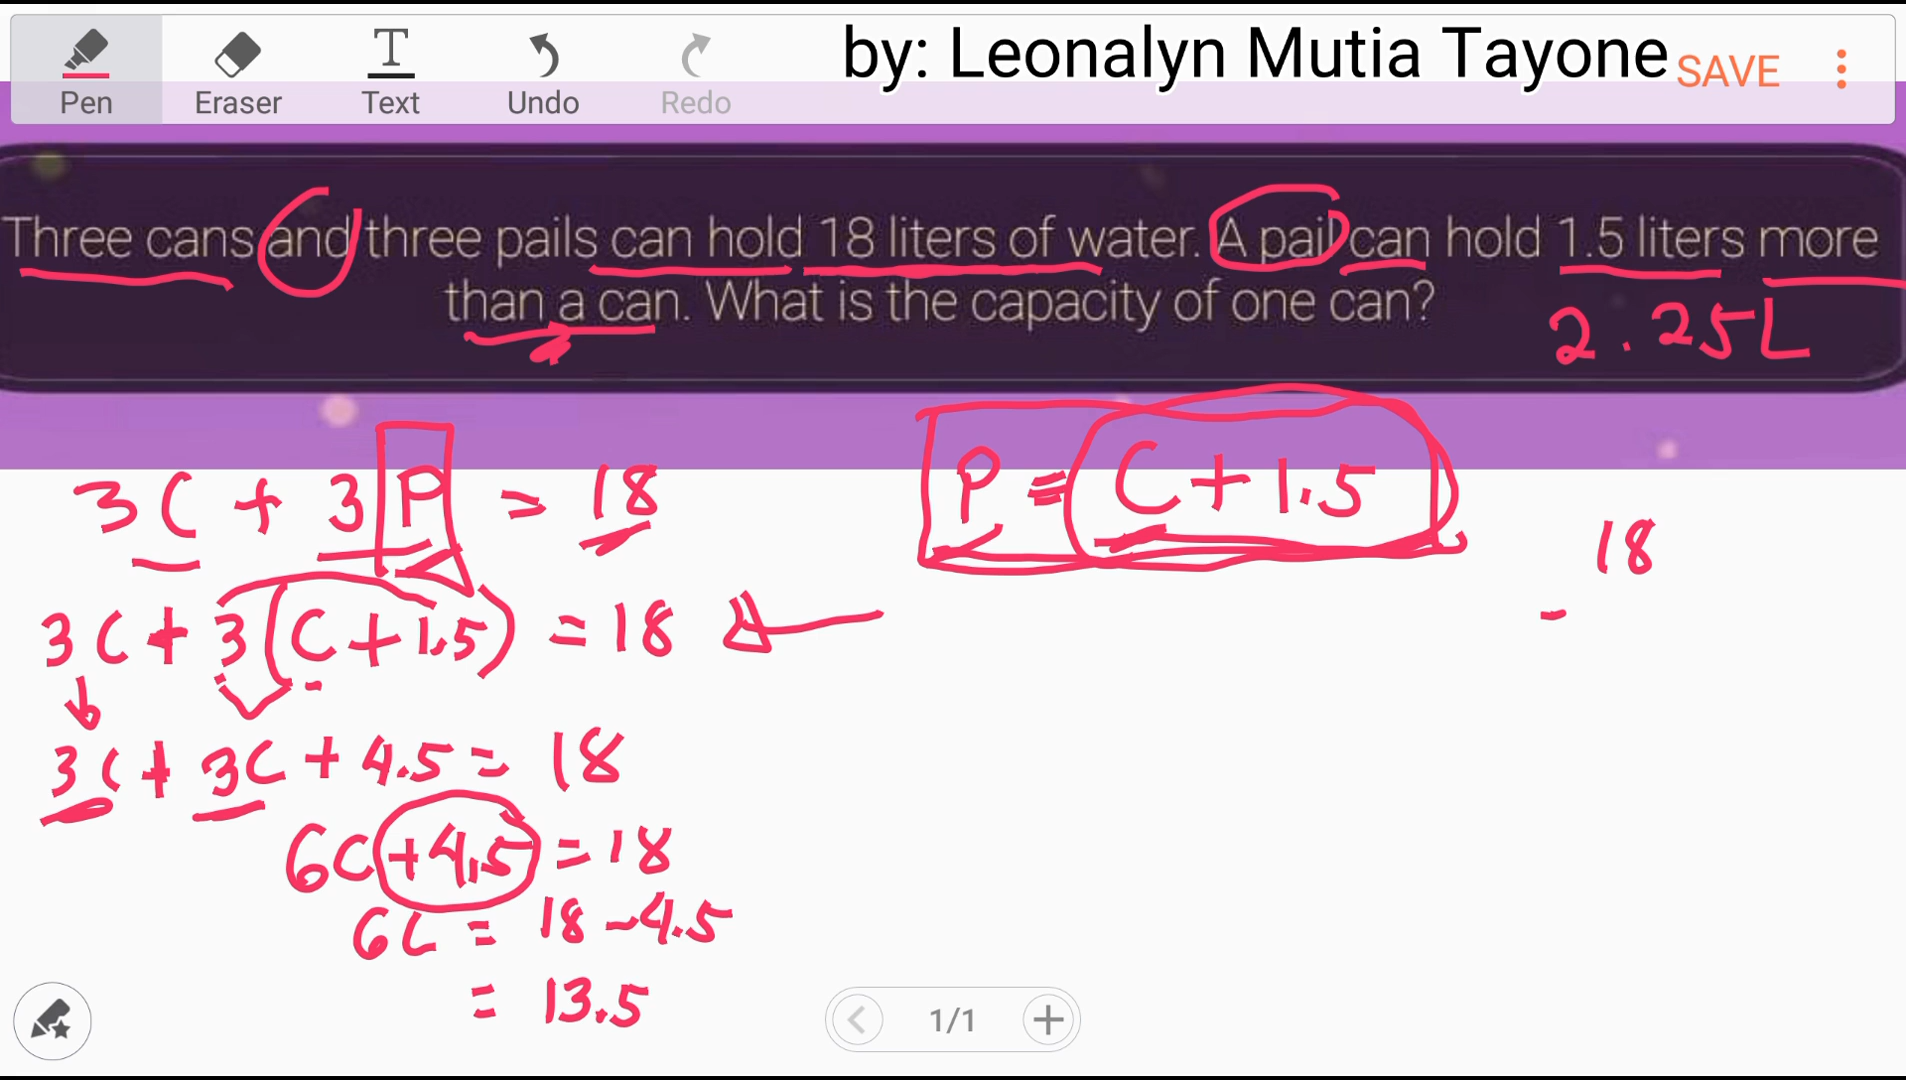 by: Leonalyn Mutia Tayone
SAVE
Pen
Eraser
Text
Undo
Redo
Three cans and three pails can hold 18 liters of water. A pail can hold 1.5 liters more
than a can. What is the capacity of one can?
2.25L
3C + 3P = 18
P = C + 1.5
18
-
3C + 3(C + 1.5) = 18
3C + 3C + 4.5 = 18
6C + 4.5 = 18
6C = 18 - 4.5
= 13.5
1/1